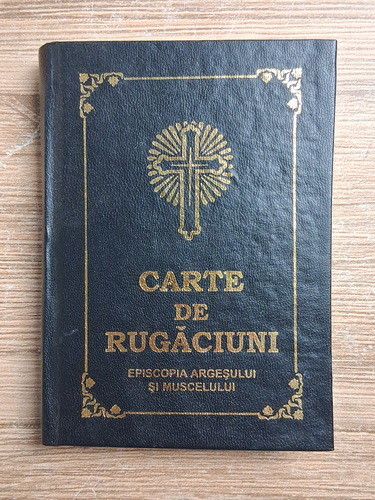 CARTE
DE
RUGĂCIUNI
EPISCOPIA ARGEŞULUI
ŞI MUSCELULUI